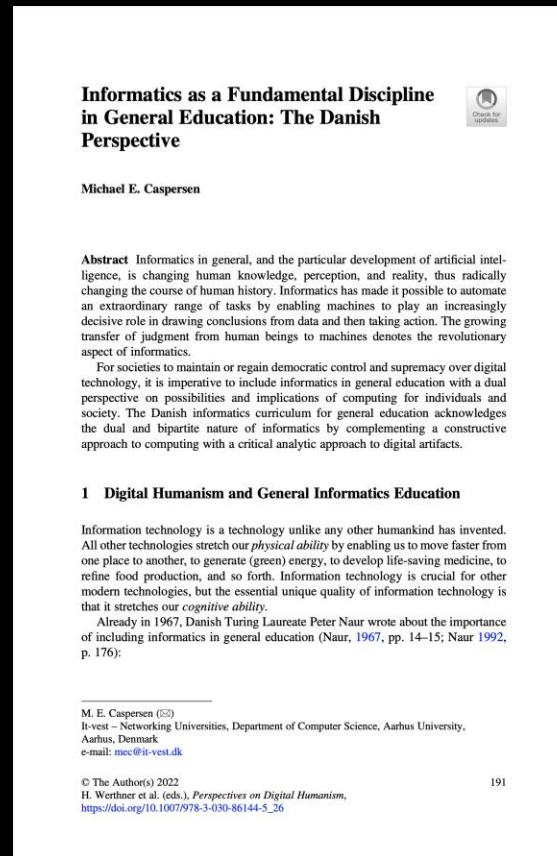 Informatics as a Fundamental Discipline
in General Education: The Danish
Perspective
Check for
updates
Michael E. Caspersen
Abstract Informatics in general, and the particular development of artificial intel-
ligence, is changing human knowledge, perception, and reality, thus radically
changing the course of human history. Informatics has made it possible to automate
an extraordinary range of tasks by enabling machines to play an increasingly
decisive role in drawing conclusions from data and then taking action. The growing
transfer of judgment from human beings to machines denotes the revolutionary
aspect of informatics.
For societies to maintain or regain democratic control and supremacy over digital
technology, it is imperative to include informatics in general education with a dual
perspective on possibilities and implications of computing for individuals and
society. The Danish informatics curriculum for general education acknowledges
the dual and bipartite nature of informatics by complementing a constructive
approach to computing with a critical analytic approach to digital artifacts.
1 Digital Humanism and General Informatics Education
Information technology is a technology unlike any other humankind has invented.
All other technologies stretch our physical ability by enabling us to move faster from
one place to another, to generate (green) energy, to develop life-saving medicine, to
refine food production, and so forth. Information technology is crucial for other
modern technologies, but the essential unique quality of information technology is
that it stretches our cognitive ability.
Already in 1967, Danish Turing Laureate Peter Naur wrote about the importance
of including informatics in general education (Naur, 1967, pp. 14–15; Naur 1992,
p. 176):
M. E. Caspersen (✉)
It-vest – Networking Universities, Department of Computer Science, Aarhus University,
Aarhus, Denmark
e-mail: mec@it-vest.dk
© The Author(s) 2022 191
H. Werthner et al. (eds.), Perspectives on Digital Humanism,
https://doi.org/10.1007/978-3-030-86144-5_26